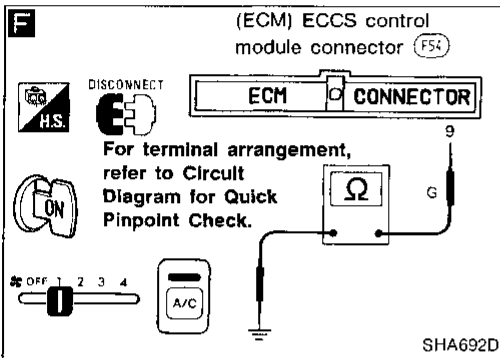 F
(ECM) ECCS control
module connector F54
DISCONNECT
H.S.
ECM CONNECTOR
For terminal arrangement,
refer to Circuit
Diagram for Quick
Pinpoint Check.
9
Ω
G
ON
OFF 1 2 3 4
A/C
SHA692D